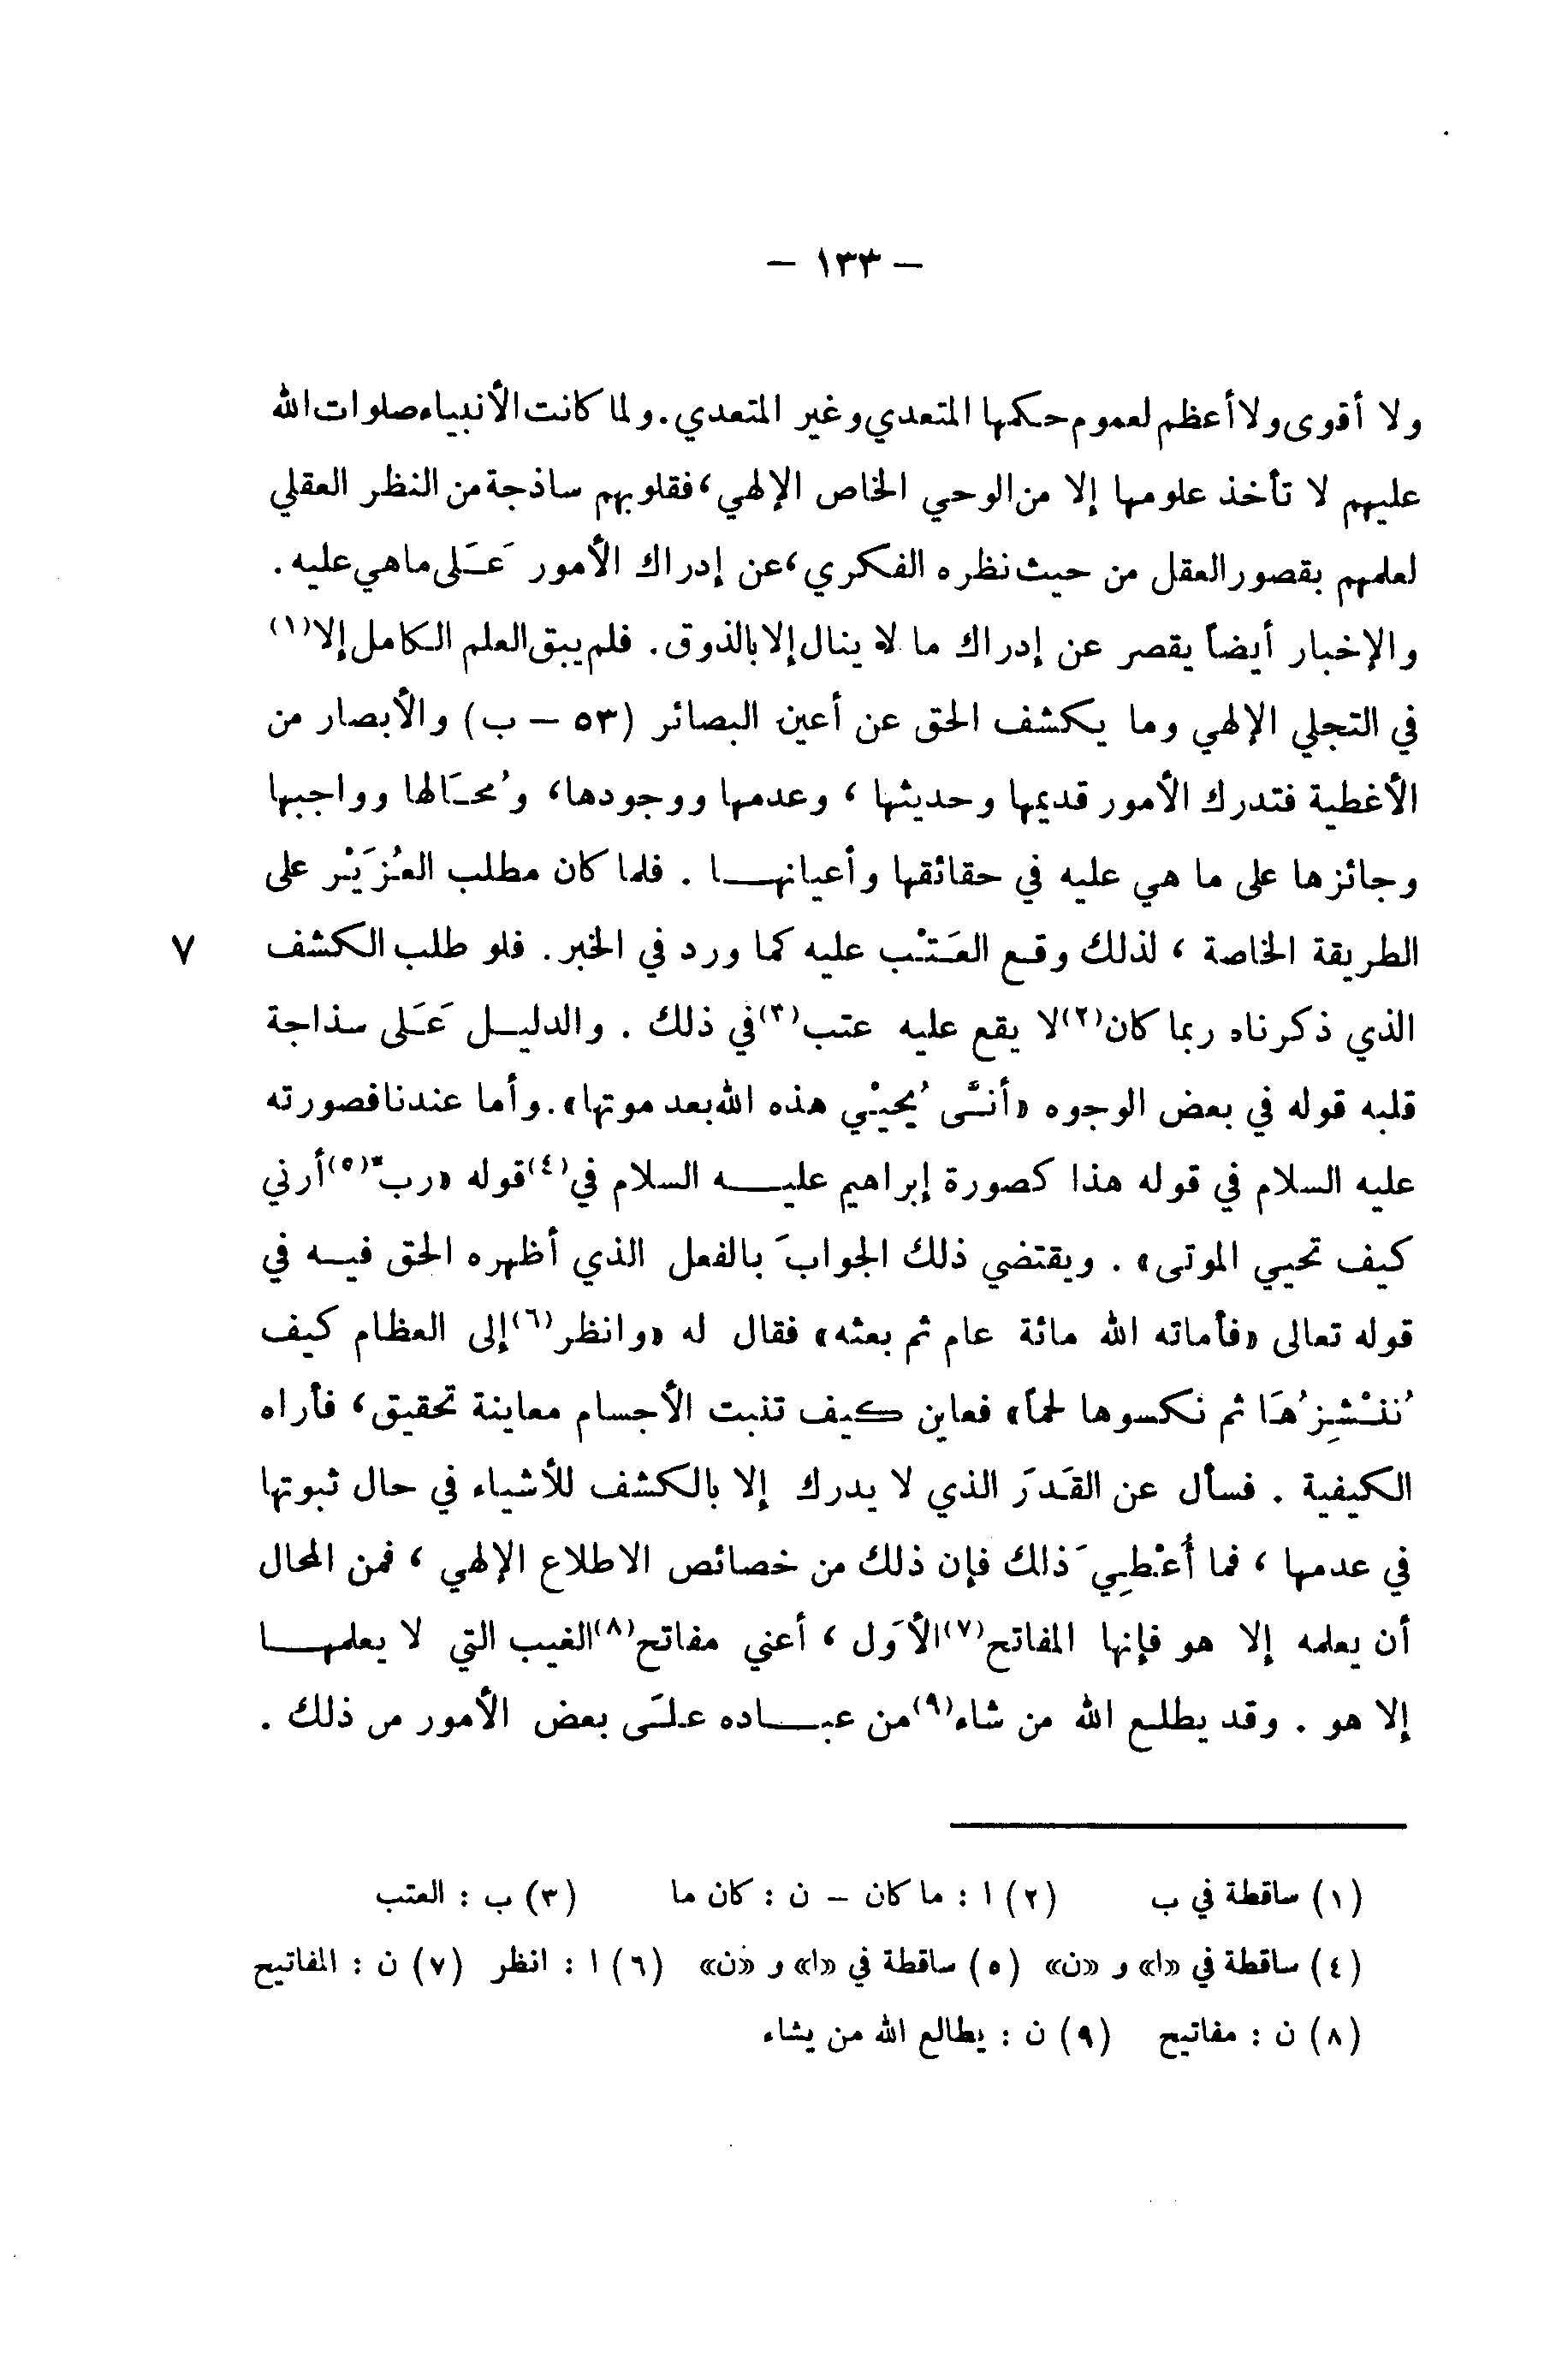 – ١٣٣ –
ولا أقوى ولا أعظم لعموم حكمها المتعدي وغير المتعدي. ولما كانت الأنبياء صلوات الله
عليهم لا تأخذ علومها إلا من الوحي الخاص الإلهي، فقلوبهم ساذجة من النظر العقلي
لعلمهم بقصور العقل من حيث نظره الفكري، عن إدراك الأمور عَلى ما هي عليه.
والإخبار أيضاً يقصر عن إدراك ما لا ينال إلا بالذوق. فلم يبق العلم الكامل إلا(١)
في التجلي الإلهي وما يكشف الحق عن أعين البصائر (٥٣ – ب) والأبصار من
الأغطية فتدرك الأمور قديمها وحديثها، وعدمها ووجودها، ومُحَالها وواجبها
وجائزها على ما هي عليه في حقائقها وأعيانهـا. فلما كان مطلب العُزَيْر على
الطريقة الخاصة، لذلك وقع العَتْب عليه كما ورد في الخبر. فلو طلب الكشف ٧
الذي ذكرناه ربما كان(٢) لا يقع عليه عتب(٣) في ذلك. والدليل عَلى سذاجة
قلبه قوله في بعض الوجوه «أنَّى يُحيْي هذه الله بعد موتها». وأما عندنا فصورته
عليه السلام في قوله هذا كصورة إبراهيم عليه السلام في(٤) قوله «رب(٥) أرني
كيف تحيي الموتى». ويقتضي ذلك الجوابَ بالفعل الذي أظهره الحق فيه في
قوله تعالى «فأماته الله مائة عام ثم بعثه» فقال له «وانظر(٦) إلى العظام كيف
نُنْشِزُهَا ثم نكسوها لحماً» فعاين كيف تنبت الأجسام معاينة تحقيق، فأراه
الكيفية. فسأل عن القَدَر الذي لا يدرك إلا بالكشف للأشياء في حال ثبوتها
في عدمها، فما أُعْطِيَ ذلك فإن ذلك من خصائص الاطلاع الإلهي، فمن المحال
أن يعلمه إلا هو فإنها المفاتح(٧) الأُوَل، أعني مفاتح(٨) الغيب التي لا يعلمهـا
إلا هو. وقد يطلع الله من شاء(٩) من عبـاده علَى بعض الأمور من ذلك.
(١) ساقطة في ب (٢) ا : ما كان – ن : كان ما (٣) ب : العتب
(٤) ساقطة في «ا» و «ن» (٥) ساقطة في «ا» و «ن» (٦) ا : انظر (٧) ن : المفاتيح
(٨) ن : مفاتيح (٩) ن : يطالع الله من يشاء